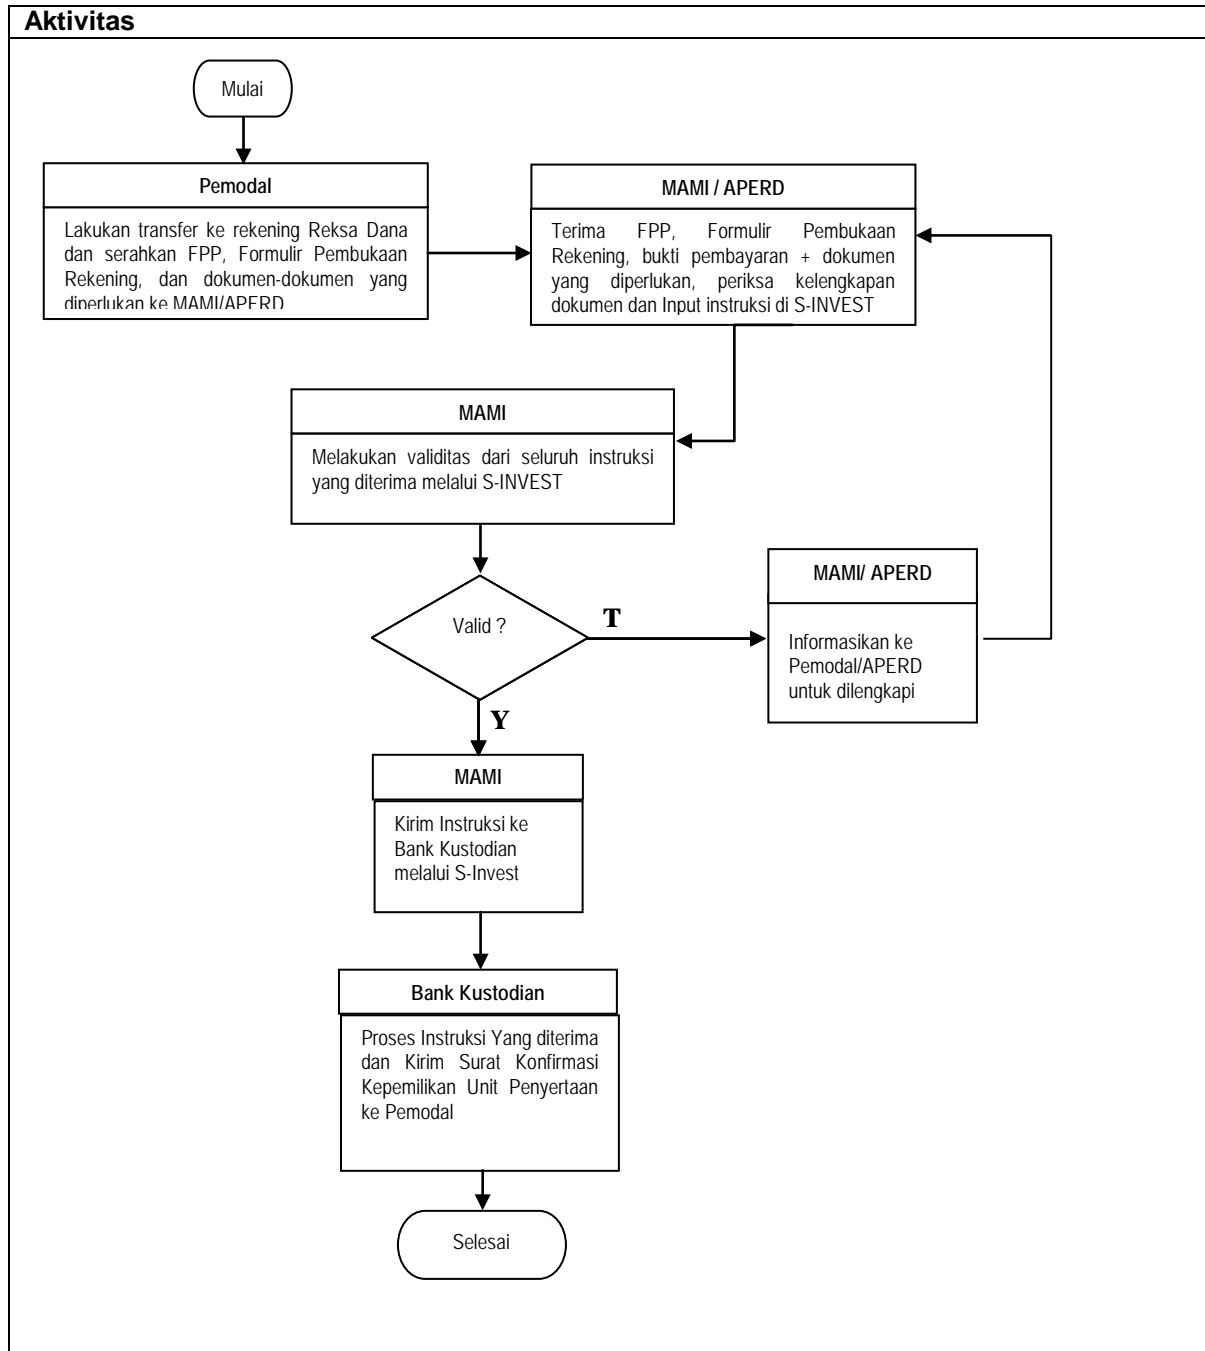 Aktivitas
Mulai
Pemodal
Lakukan transfer ke rekening Reksa Dana
dan serahkan FPP, Formulir Pembukaan
Rekening, dan dokumen-dokumen yang
diperlukan ke MAMI/APERD
MAMI / APERD
Terima FPP, Formulir Pembukaan
Rekening, bukti pembayaran + dokumen
yang diperlukan, periksa kelengkapan
dokumen dan Input instruksi di S-INVEST
MAMI
Melakukan validitas dari seluruh instruksi
yang diterima melalui S-INVEST
Valid ?
T
MAMI/ APERD
Informasikan ke
Pemodal/APERD
untuk dilengkapi
Y
MAMI
Kirim Instruksi ke
Bank Kustodian
melalui S-Invest
Bank Kustodian
Proses Instruksi Yang diterima
dan Kirim Surat Konfirmasi
Kepemilikan Unit Penyertaan
ke Pemodal
Selesai